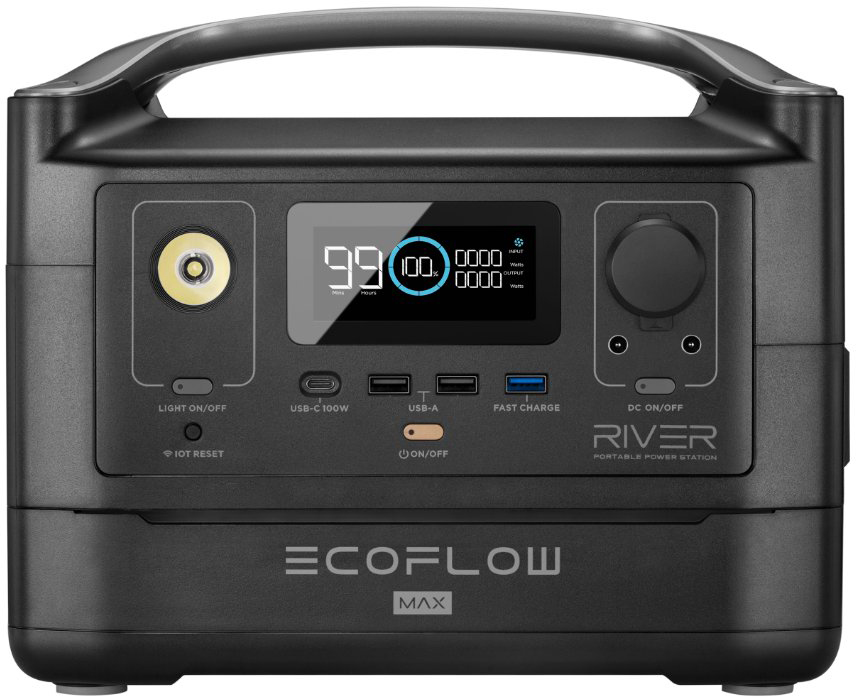 99
Mins Hours
100%
0000
INPUT
Watts
0000
OUTPUT
Watts
LIGHT ON/OFF
USB-C 100W
USB-A
FAST CHARGE
DC ON/OFF
IOT RESET
ON/OFF
RIVER
PORTABLE POWER STATION
ECOFLOW
MAX